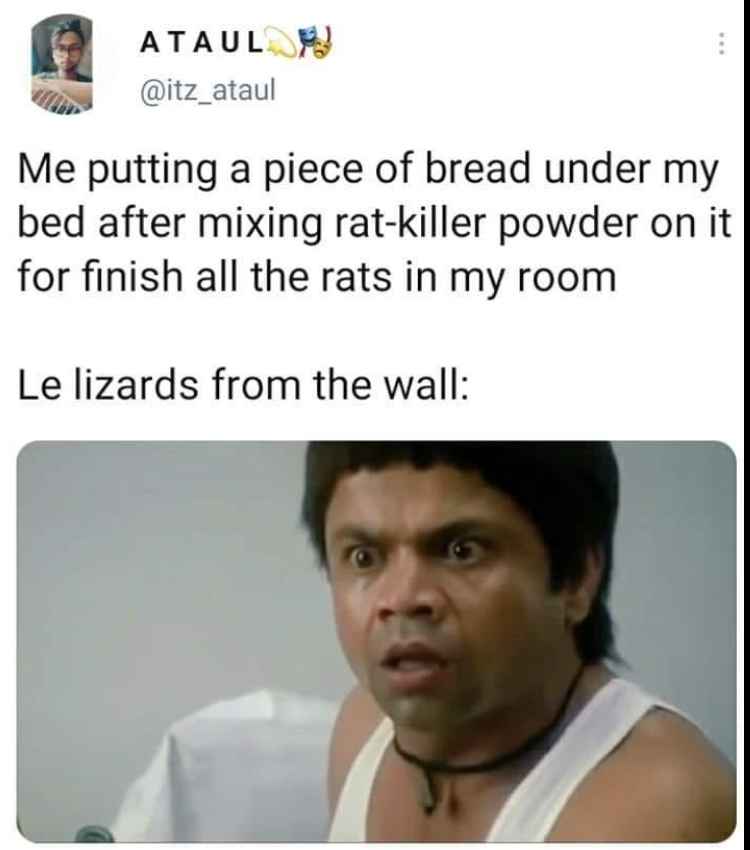 ATAUL💫🎭
@itz_ataul
Me putting a piece of bread under my
bed after mixing rat-killer powder on it
for finish all the rats in my room
Le lizards from the wall: